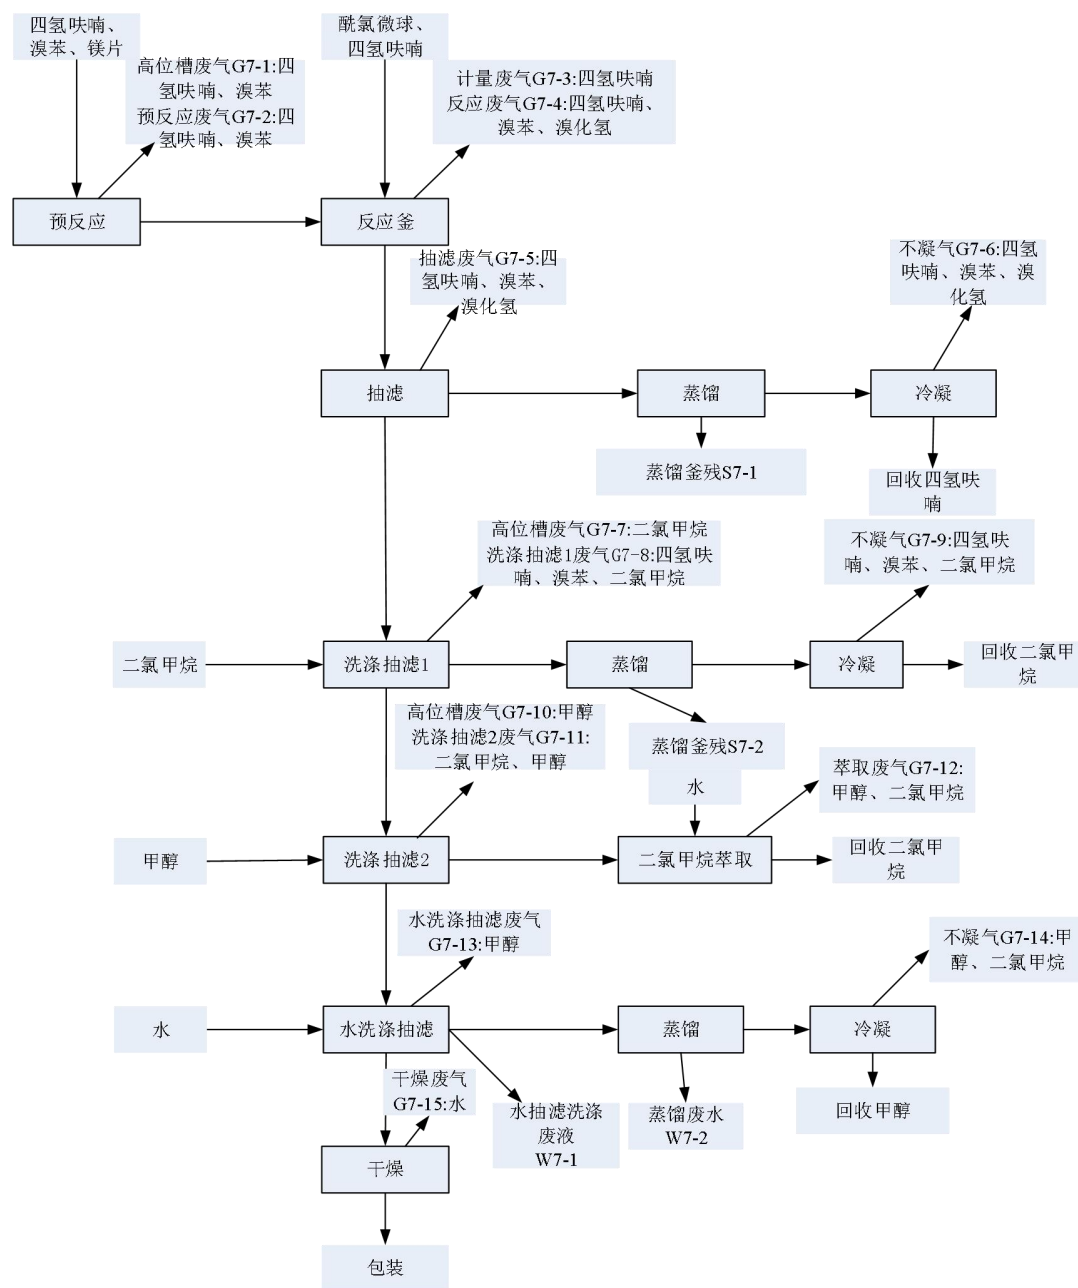 四氢呋喃、
溴苯、镁片
高位槽废气G7-1:四
氢呋喃、溴苯
预反应废气G7-2:四
氢呋喃、溴苯
酰氯微球、
四氢呋喃
计量废气G7-3:四氢呋喃
反应废气G7-4:四氢呋喃、
溴苯、溴化氢
预反应
反应釜
抽滤废气G7-5:四
氢呋喃、溴苯、
溴化氢
不凝气G7-6:四氢
呋喃、溴苯、溴
化氢
抽滤
蒸馏
冷凝
蒸馏釜残S7-1
回收四氢呋
喃
高位槽废气G7-7:二氯甲烷
洗涤抽滤1废气G7-8:四氢呋
喃、溴苯、二氯甲烷
不凝气G7-9:四氢呋
喃、溴苯、二氯甲烷
二氯甲烷
洗涤抽滤1
蒸馏
冷凝
回收二氯甲
烷
高位槽废气G7-10:甲醇
洗涤抽滤2废气G7-11:
二氯甲烷、甲醇
蒸馏釜残S7-2
水
萃取废气G7-12:
甲醇、二氯甲烷
甲醇
洗涤抽滤2
二氯甲烷萃取
回收二氯甲
烷
水洗涤抽滤废气
G7-13:甲醇
不凝气G7-14:甲
醇、二氯甲烷
水
水洗涤抽滤
蒸馏
冷凝
干燥废气
G7-15:水
水抽滤洗涤
废液
W7-1
蒸馏废水
W7-2
回收甲醇
干燥
包装